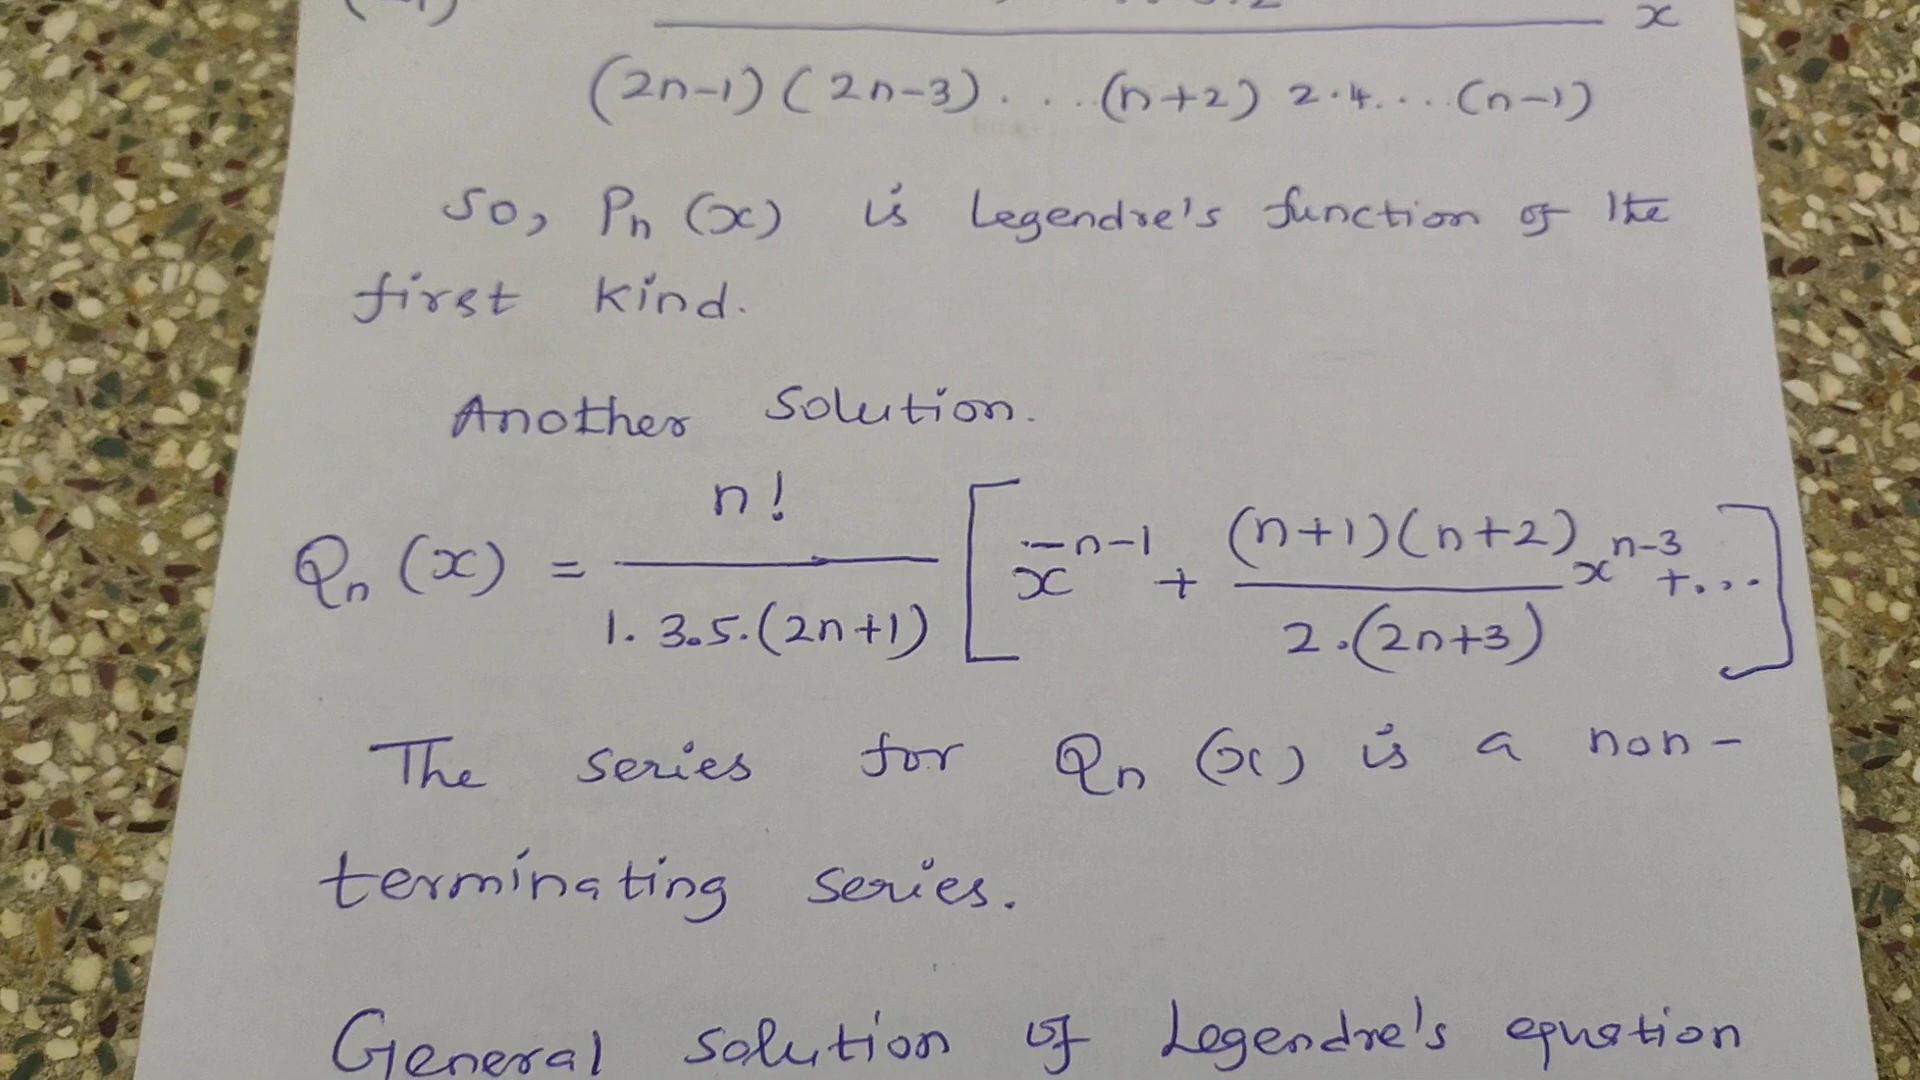 x
(2n-1)(2n-3)....(n+2) 2.4....(n-1)
So, Pn (x) is Legendre's function of the
first kind.
Another solution.
Qn (x) = n! / 1.3.5.(2n+1) [ x^-n-1 + (n+1)(n+2) / 2.(2n+3) x^n-3 +... ]
The series for Qn (x) is a non-
terminating series.
General solution of Legendre's equation